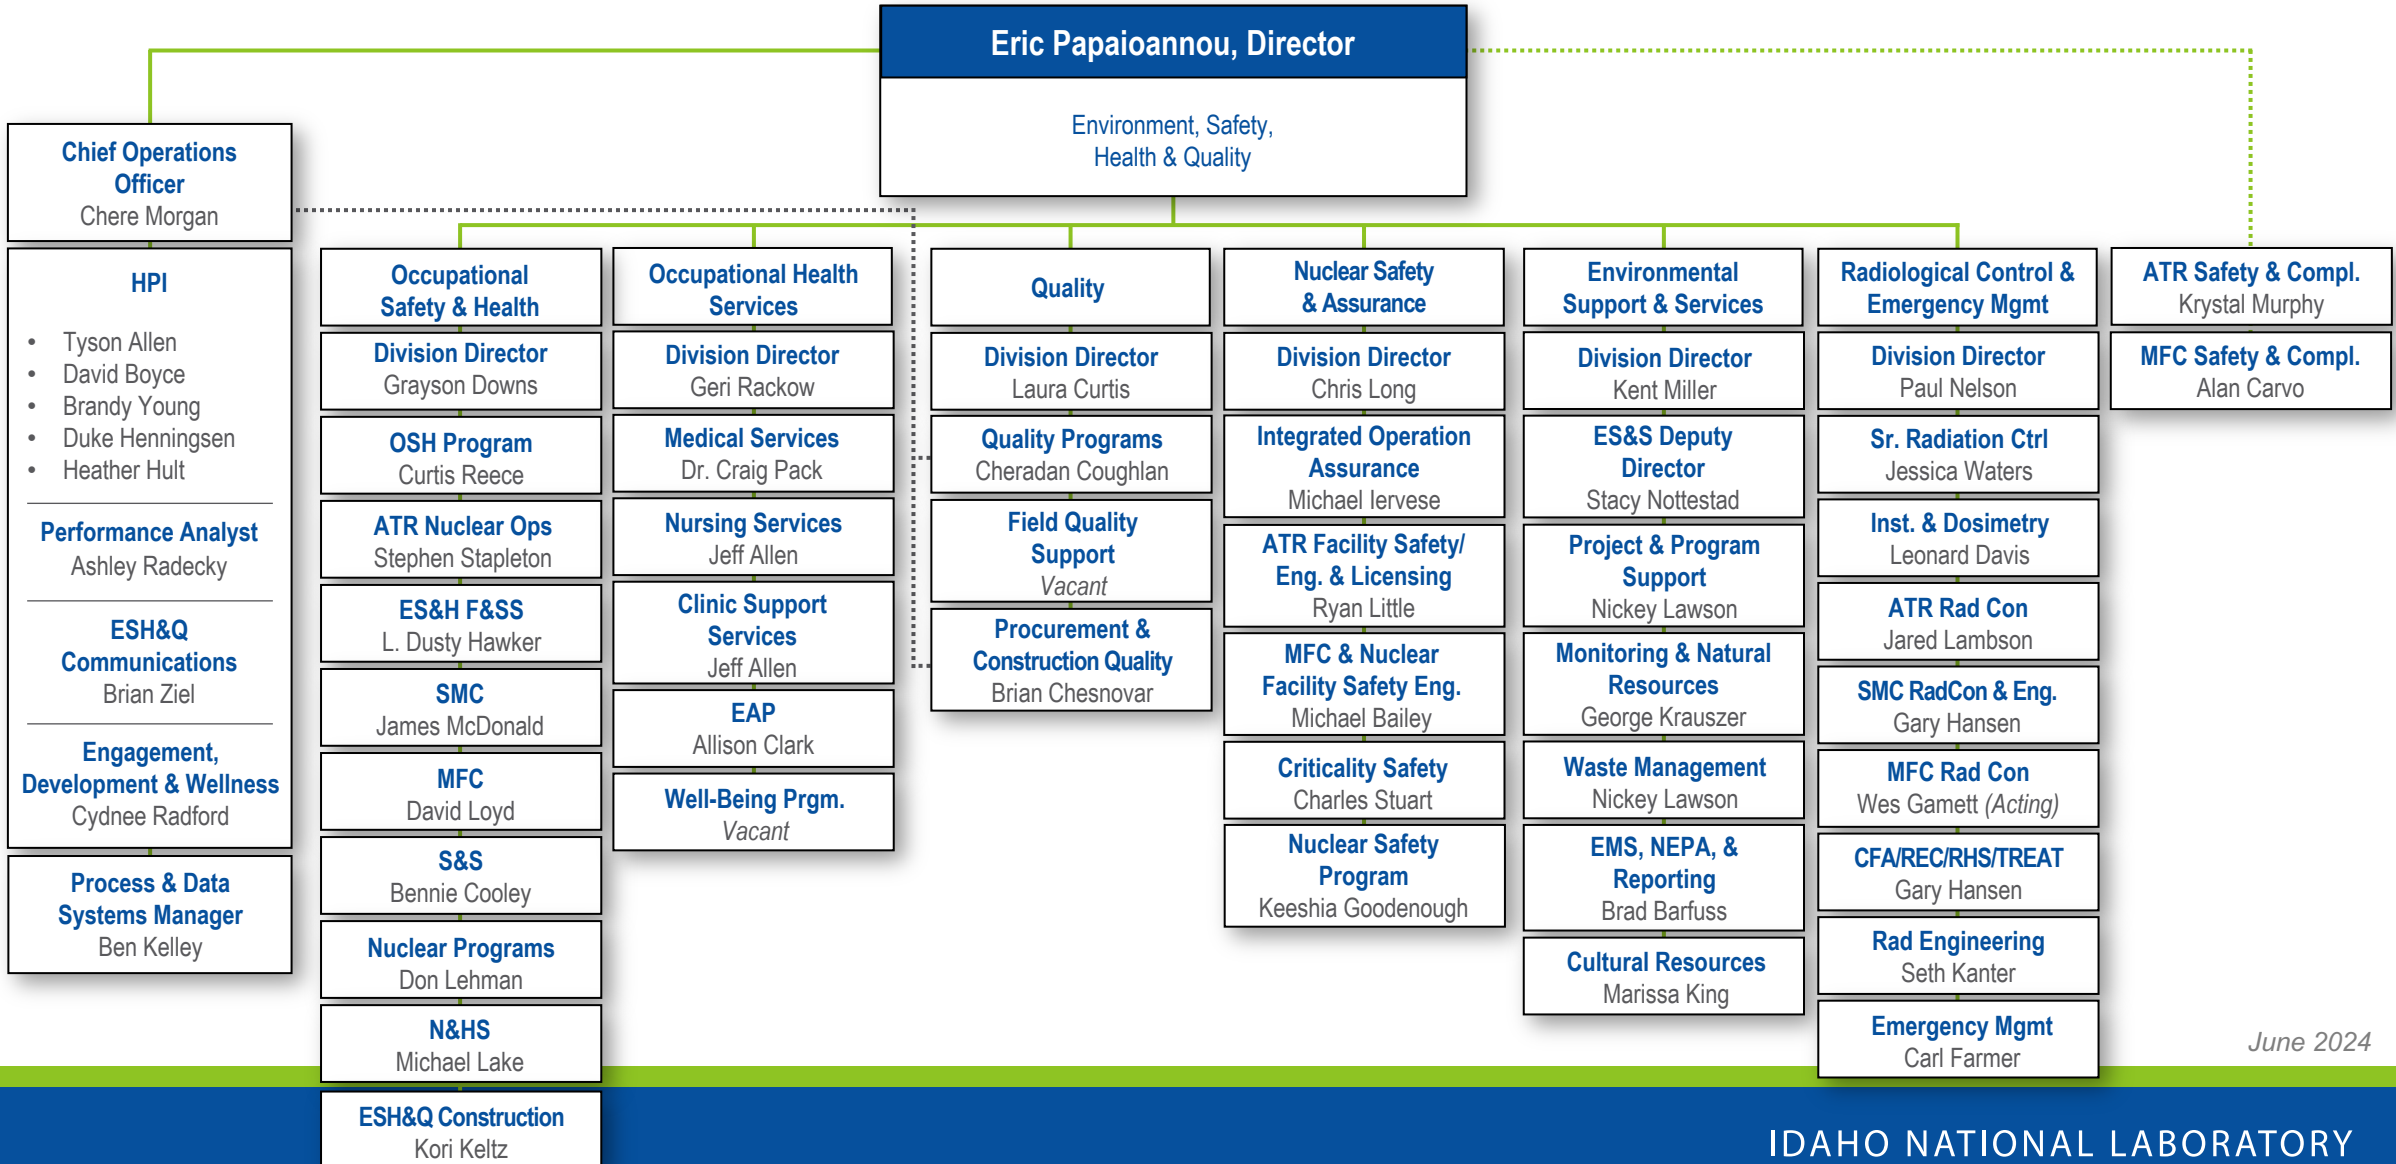 Eric Papaioannou, Director
Environment, Safety,
Health & Quality
Chief Operations
Officer
Chere Morgan
HPI
• Tyson Allen
• David Boyce
• Brandy Young
• Duke Henningsen
• Heather Hult
Performance Analyst
Ashley Radecky
ESH&Q
Communications
Brian Ziel
Engagement,
Development & Wellness
Cydnee Radford
Process & Data
Systems Manager
Ben Kelley
Occupational
Safety & Health
Division Director
Grayson Downs
OSH Program
Curtis Reece
ATR Nuclear Ops
Stephen Stapleton
ES&H F&SS
L. Dusty Hawker
SMC
James McDonald
MFC
David Loyd
S&S
Bennie Cooley
Nuclear Programs
Don Lehman
N&HS
Michael Lake
ESH&Q Construction
Kori Keltz
Occupational Health
Services
Division Director
Geri Rackow
Medical Services
Dr. Craig Pack
Nursing Services
Jeff Allen
Clinic Support
Services
Jeff Allen
EAP
Allison Clark
Well-Being Prgm.
Vacant
Quality
Division Director
Laura Curtis
Quality Programs
Cheradan Coughlan
Field Quality
Support
Vacant
Procurement &
Construction Quality
Brian Chesnovar
Nuclear Safety
& Assurance
Division Director
Chris Long
Integrated Operation
Assurance
Michael Iervese
ATR Facility Safety/
Eng. & Licensing
Ryan Little
MFC & Nuclear
Facility Safety Eng.
Michael Bailey
Criticality Safety
Charles Stuart
Nuclear Safety
Program
Keeshia Goodenough
Environmental
Support & Services
Division Director
Kent Miller
ES&S Deputy
Director
Stacy Nottestad
Project & Program
Support
Nickey Lawson
Monitoring & Natural
Resources
George Krauszer
Waste Management
Nickey Lawson
EMS, NEPA, &
Reporting
Brad Barfuss
Cultural Resources
Marissa King
Radiological Control &
Emergency Mgmt
Division Director
Paul Nelson
Sr. Radiation Ctrl
Jessica Waters
Inst. & Dosimetry
Leonard Davis
ATR Rad Con
Jared Lambson
SMC RadCon & Eng.
Gary Hansen
MFC Rad Con
Wes Gamett (Acting)
CFA/REC/RHS/TREAT
Gary Hansen
Rad Engineering
Seth Kanter
Emergency Mgmt
Carl Farmer
ATR Safety & Compl.
Krystal Murphy
MFC Safety & Compl.
Alan Carvo
June 2024
IDAHO NATIONAL LABORATORY